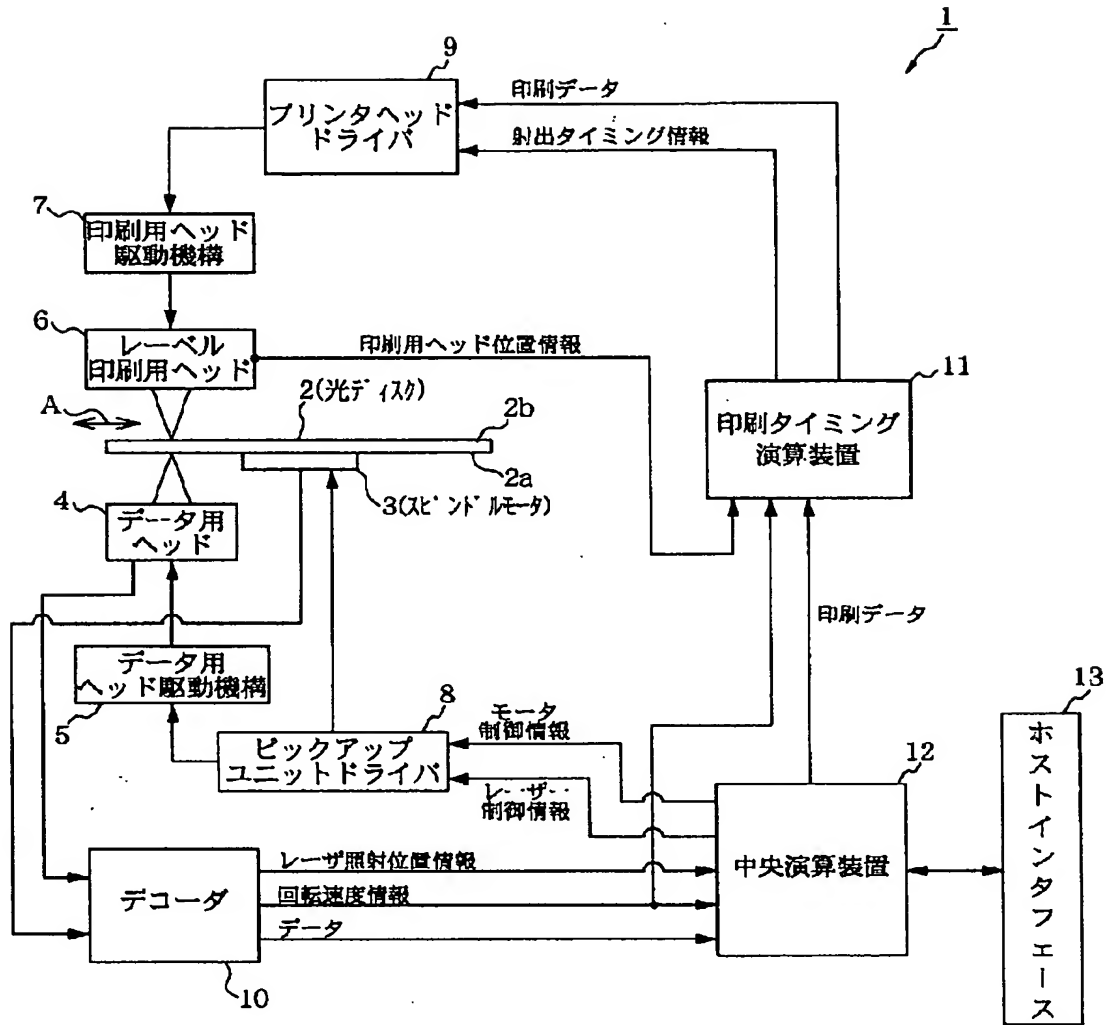 1
9
プリンタヘッド
ドライバ
印刷データ
射出タイミング情報
7
印刷用ヘッド
駆動機構
6
レーベル
印刷用ヘッド
印刷用ヘッド位置情報
11
印刷タイミング
演算装置
A
2(光ディスク)
2b
2a
3(スピンドルモータ)
4
データ用
ヘッド
印刷データ
データ用
ヘッド駆動機構
5
8
ピックアップ
ユニットドライバ
モータ
制御情報
レーザー
制御情報
12
中央演算装置
13
ホストインタフェース
レーザ照射位置情報
回転速度情報
データ
デコーダ
10